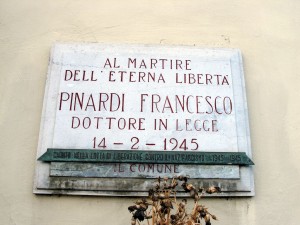 AL MARTIRE
DELL'ETERNA LIBERTÀ
PINARDI FRANCESCO
DOTTORE IN LEGGE
14-2-1945
IL COMUNE